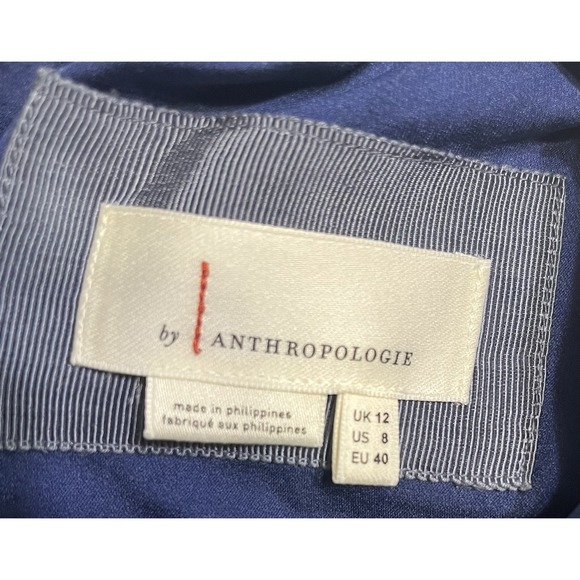 by ANTHROPOLOGIE
made in philippines
fabriqué aux philippines
UK 12
US 8
EU 40